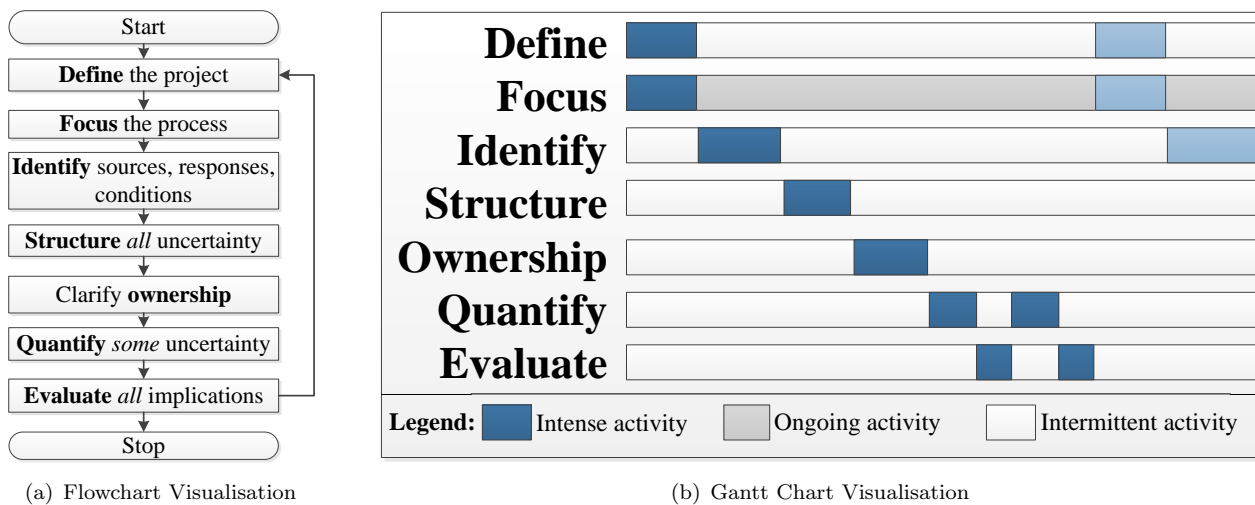 Start
Define the project
Focus the process
Identify sources, responses,
conditions
Structure all uncertainty
Clarify ownership
Quantify some uncertainty
Evaluate all implications
Stop
(a) Flowchart Visualisation
Define
Focus
Identify
Structure
Ownership
Quantify
Evaluate
Legend: Intense activity Ongoing activity Intermittent activity
(b) Gantt Chart Visualisation